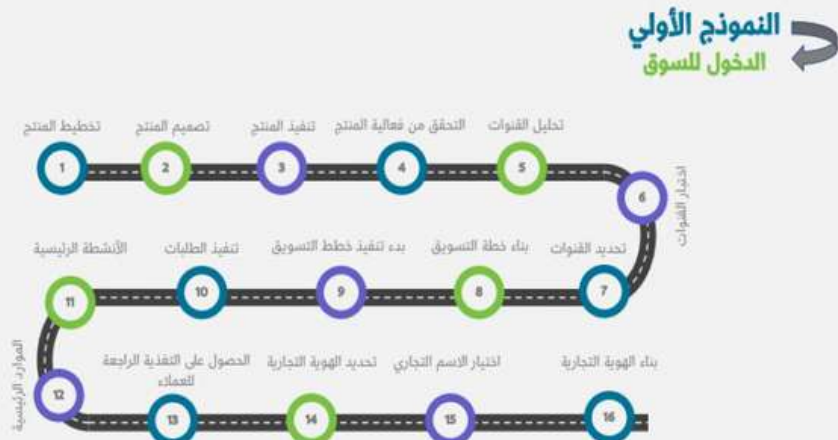 النموذج الأولي
الدخول للسوق
تخطيط المنتج
1
تصميم المنتج
2
تنفيذ المنتج
3
التحقق من فعالية المنتج
4
تحليل القنوات
5
اختبار القنوات
6
تحديد القنوات
7
بناء خطة التسويق
8
بدء تنفيذ خطط التسويق
9
تنفيذ الطلبات
10
الأنشطة الرئيسية
11
الموارد الرئيسية
12
الحصول على التغذية الراجعة
للعملاء
13
تحديد الهوية التجارية
14
اختيار الاسم التجاري
15
بناء الهوية التجارية
16